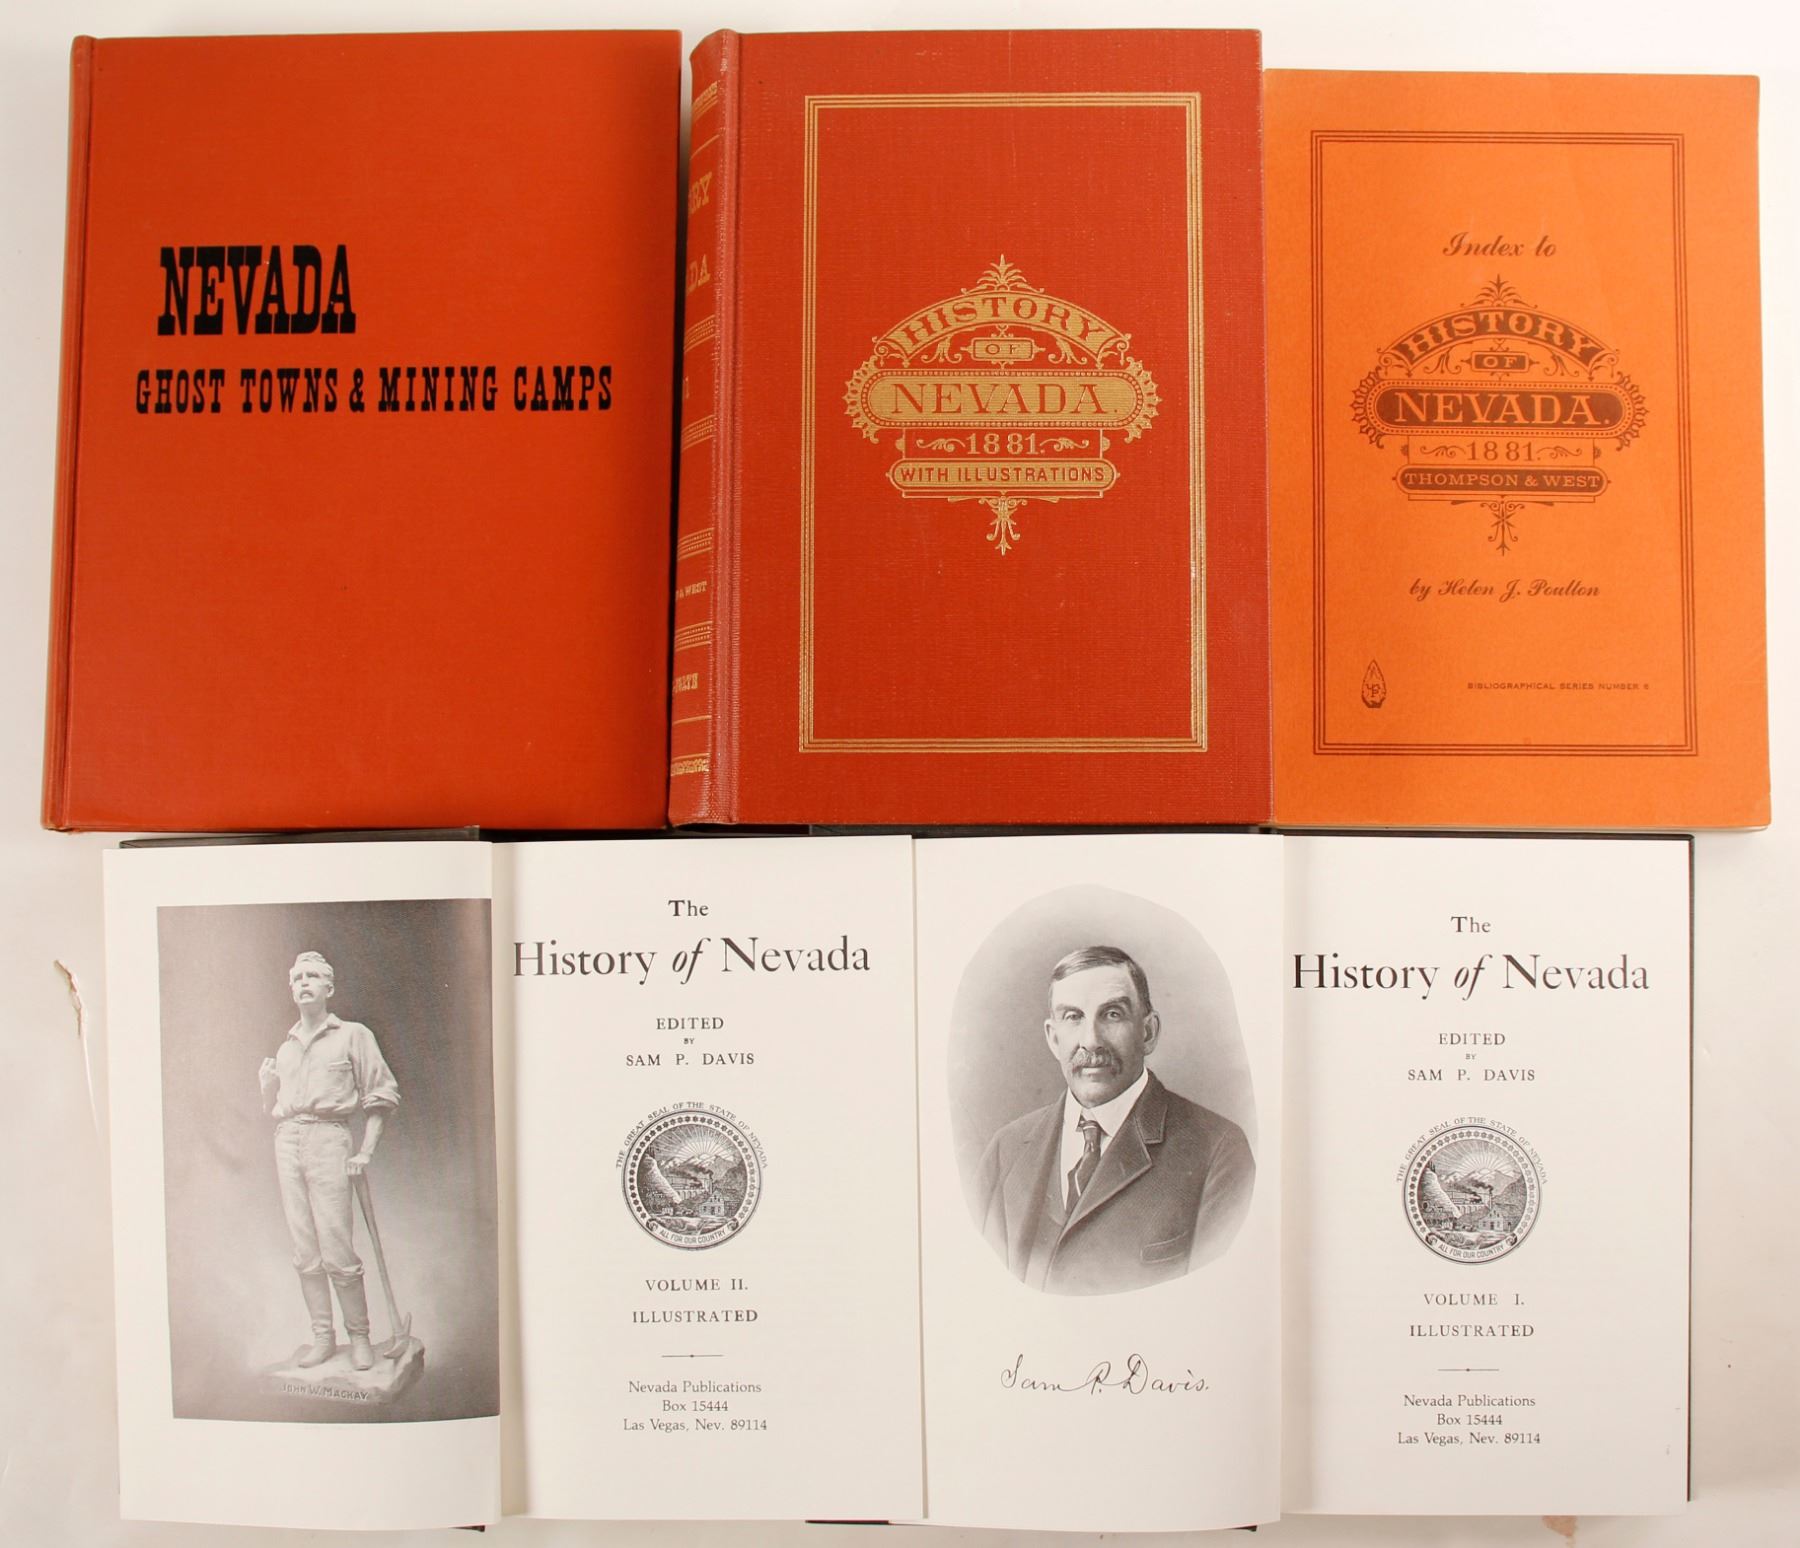 NEVADA
GHOST TOWNS & MINING CAMPS
HISTORY
OF
NEVADA.
1881.
WITH ILLUSTRATIONS
& WEST
Index to
HISTORY
OF
NEVADA.
1881.
THOMPSON & WEST
by Helen J. Poulton
BIBLIOGRAPHICAL SERIES NUMBER 6
JOHN W. MACKAY
The
History of Nevada
EDITED
BY
SAM P. DAVIS
THE GREAT SEAL OF THE STATE OF NEVADA
ALL FOR OUR COUNTRY
VOLUME II.
ILLUSTRATED
Nevada Publications
Box 15444
Las Vegas, Nev. 89114
Sam P. Davis.
The
History of Nevada
EDITED
BY
SAM P. DAVIS
THE GREAT SEAL OF THE STATE OF NEVADA
ALL FOR OUR COUNTRY
VOLUME I.
ILLUSTRATED
Nevada Publications
Box 15444
Las Vegas, Nev. 89114